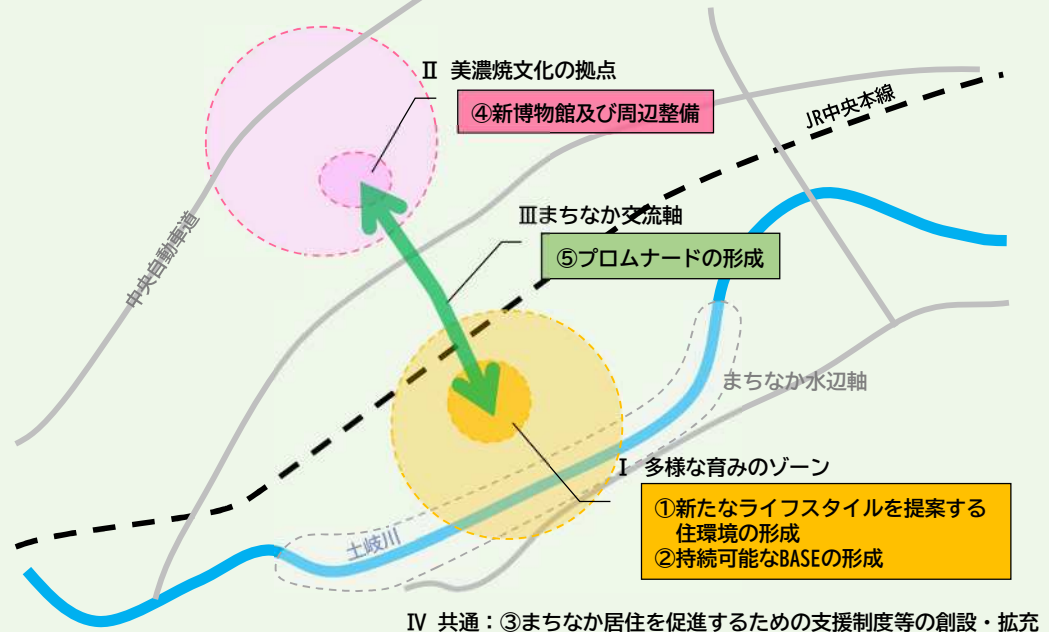 Ⅱ 美濃焼文化の拠点
④新博物館及び周辺整備
JR中央本線
Ⅲまちなか交流軸
⑤プロムナードの形成
中央自動車道
まちなか水辺軸
Ⅰ 多様な育みのゾーン
①新たなライフスタイルを提案する
住環境の形成
②持続可能なBASEの形成
土岐川
Ⅳ 共通：③まちなか居住を促進するための支援制度等の創設・拡充